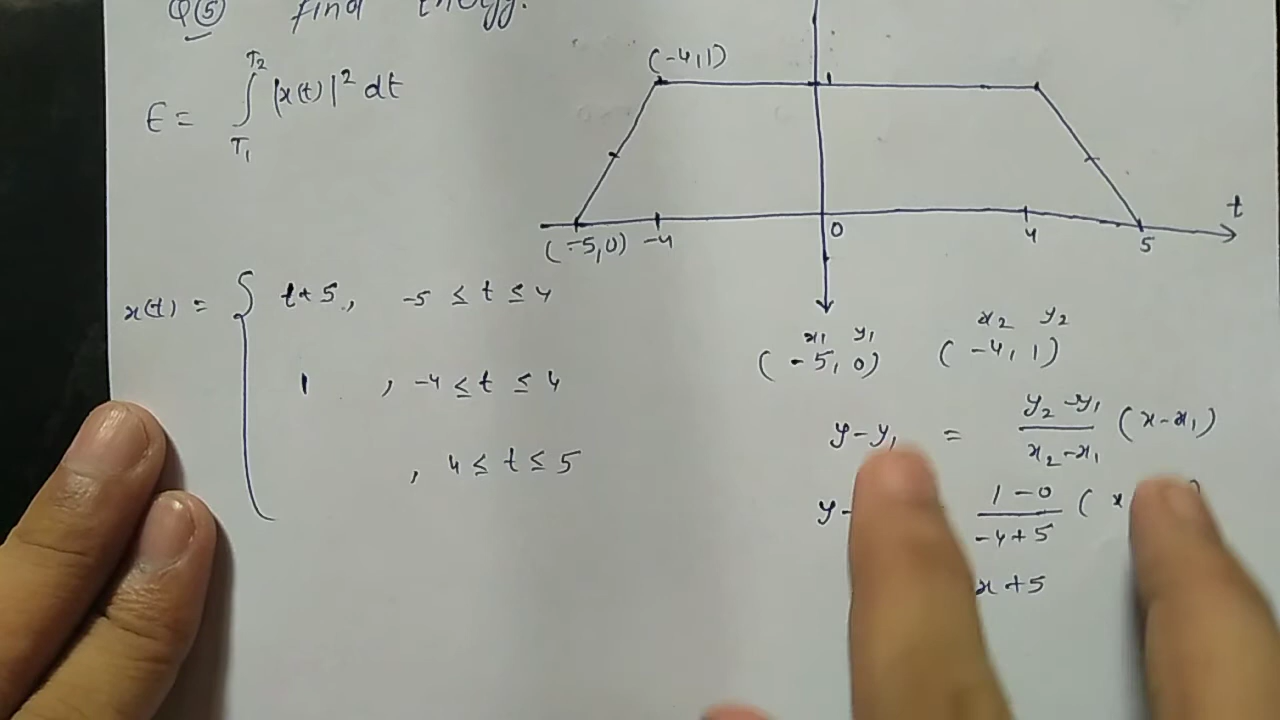 Q(5) find Energy.
E = ∫_{T1}^{T2} |x(t)|² dt
(-4,1)
1
t
(-5,0) -4 0 4 5
x(t) = { t+5, -5 ≤ t ≤ 4
1 , -4 ≤ t ≤ 4
, 4 ≤ t ≤ 5
x1 y1 x2 y2
(-5,0) (-4,1)
y-y1 = (y2-y1)/(x2-x1) (x-x1)
y- (1-0)/(-4+5) (x
x+5